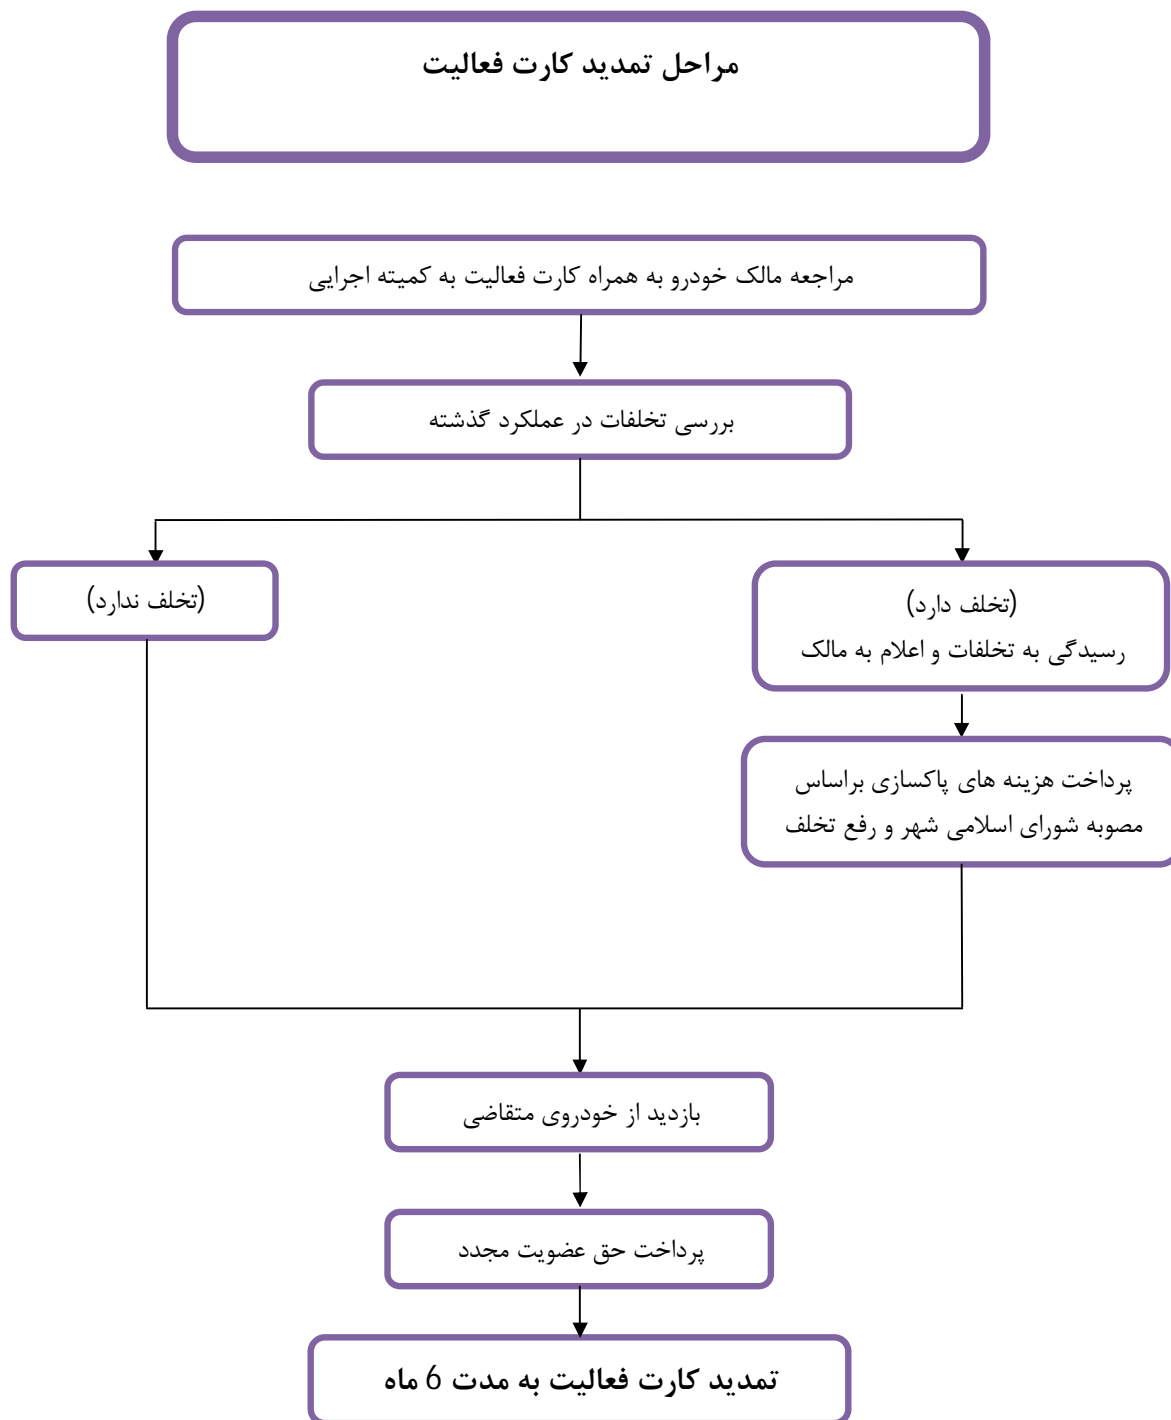 مراحل تمدید کارت فعالیت
مراجعه مالک خودرو به همراه کارت فعالیت به کمیته اجرایی
بررسی تخلفات در عملکرد گذشته
(تخلف دارد)
رسیدگی به تخلفات و اعلام به مالک
(تخلف ندارد)
پرداخت هزینه های پاکسازی براساس
مصوبه شورای اسلامی شهر و رفع تخلف
بازدید از خودروی متقاضی
پرداخت حق عضویت مجدد
تمدید کارت فعالیت به مدت 6 ماه